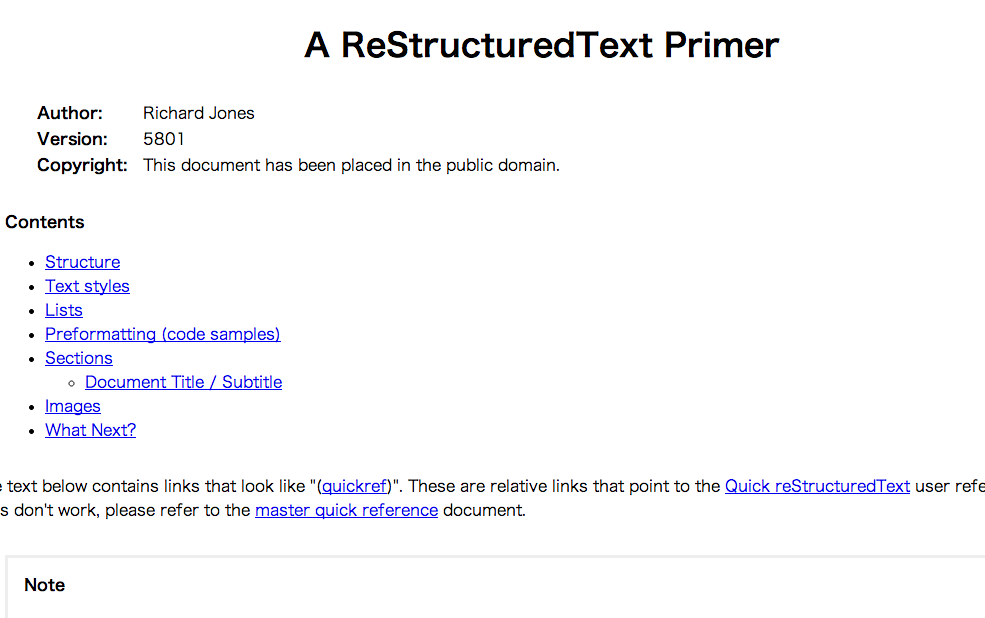 A ReStructuredText Primer
Author: Richard Jones
Version: 5801
Copyright: This document has been placed in the public domain.
Contents
Structure
Text styles
Lists
Preformatting (code samples)
Sections
Document Title / Subtitle
Images
What Next?
text below contains links that look like "(quickref)". These are relative links that point to the Quick reStructuredText user
don't work, please refer to the master quick reference document.
Note